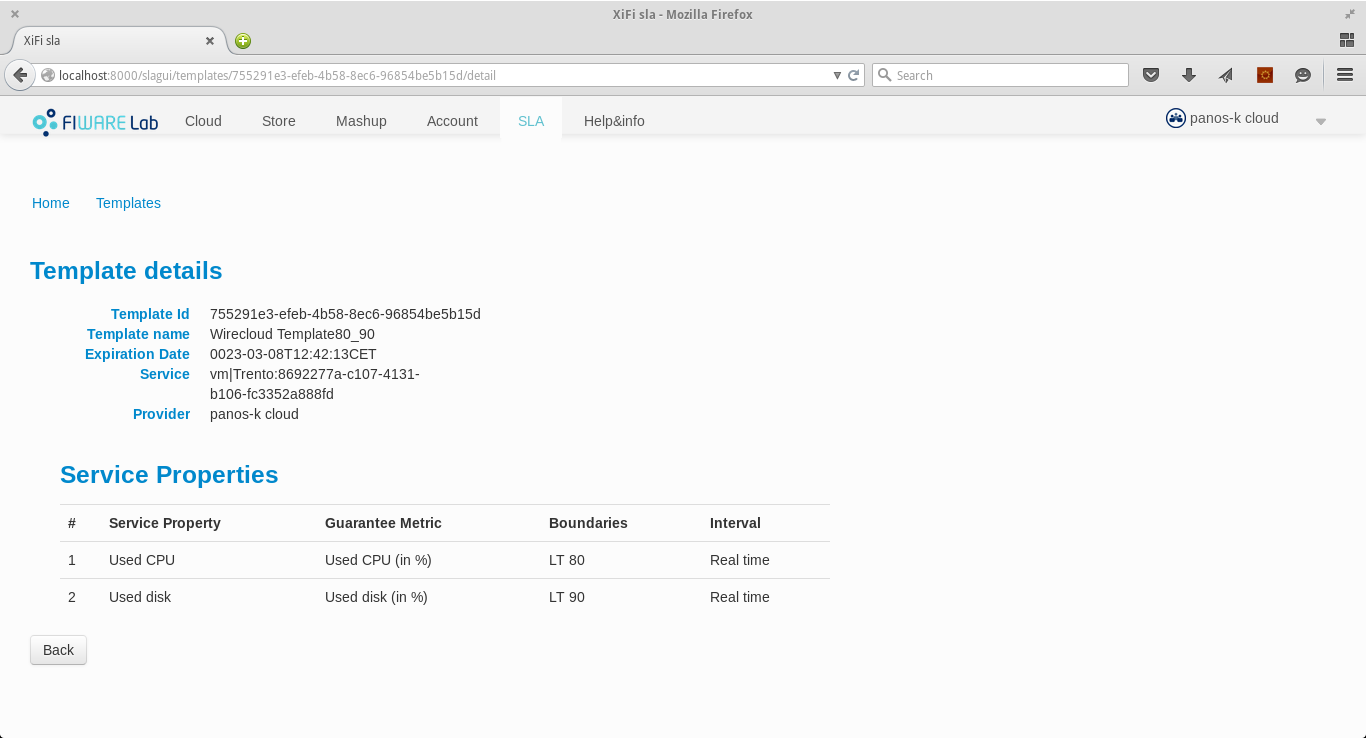 XiFi sla - Mozilla Firefox
XiFi sla
localhost:8000/slagui/templates/755291e3-efeb-4b58-8ec6-96854be5b15d/detail
Search
FIWARE Lab Cloud Store Mashup Account SLA Help&info panos-k cloud
Home Templates
Template details
Template Id 755291e3-efeb-4b58-8ec6-96854be5b15d
Template name Wirecloud Template80_90
Expiration Date 0023-03-08T12:42:13CET
Service vm|Trento:8692277a-c107-4131-
b106-fc3352a888fd
Provider panos-k cloud
Service Properties
# Service Property Guarantee Metric Boundaries Interval
1 Used CPU Used CPU (in %) LT 80 Real time
2 Used disk Used disk (in %) LT 90 Real time
Back